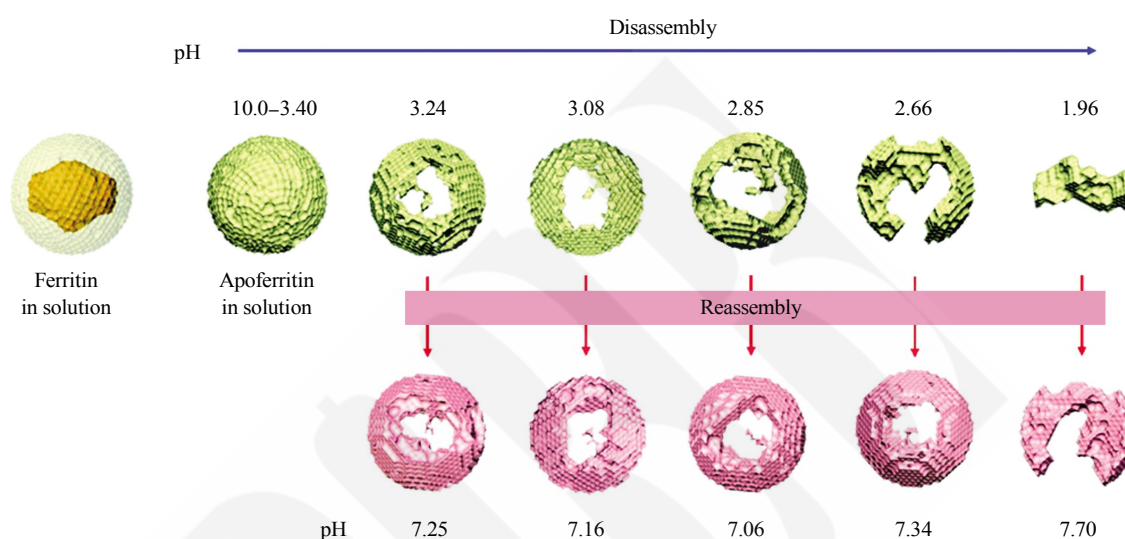 Disassembly
pH
10.0–3.40 3.24 3.08 2.85 2.66 1.96
Ferritin
in solution
Apoferritin
in solution
Reassembly
pH 7.25 7.16 7.06 7.34 7.70